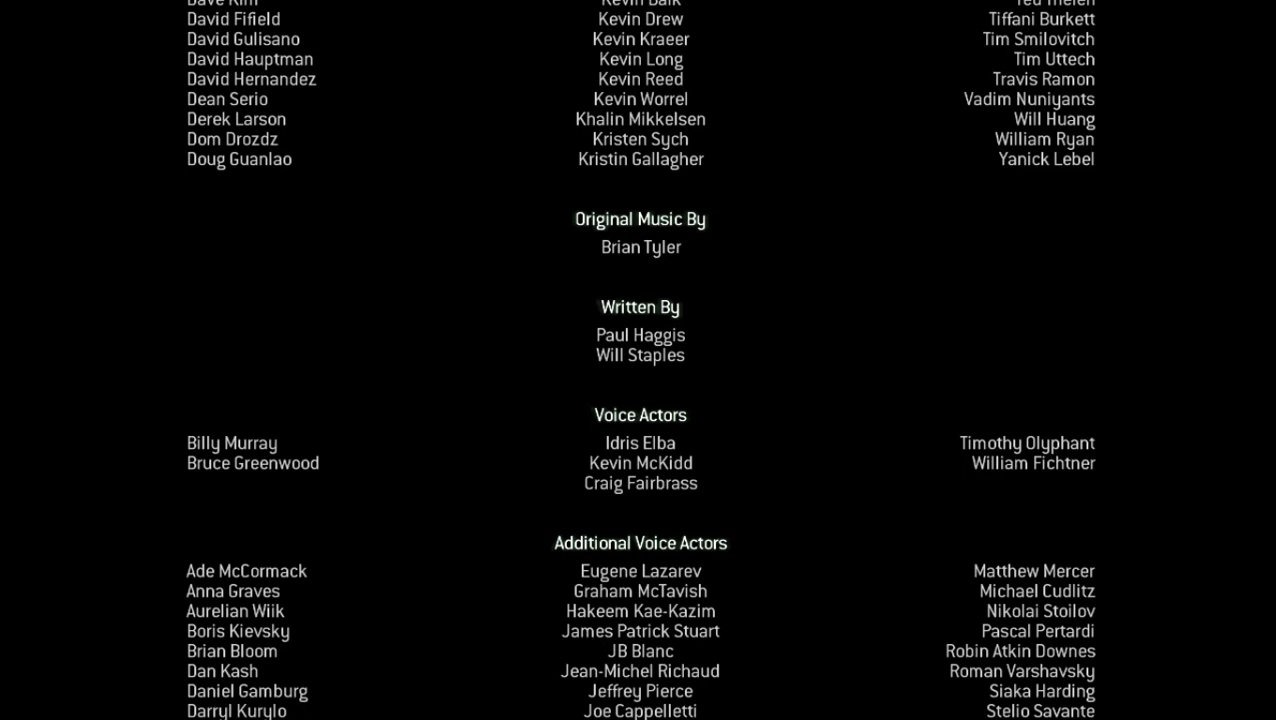 Dave Kim Kevin Baik Ted Thelen
David Fifield Kevin Drew Tiffani Burkett
David Gulisano Kevin Kraeer Tim Smilovitch
David Hauptman Kevin Long Tim Uttech
David Hernandez Kevin Reed Travis Ramon
Dean Serio Kevin Worrel Vadim Nuniyants
Derek Larson Khalin Mikkelsen Will Huang
Dom Drozdz Kristen Sych William Ryan
Doug Guanlao Kristin Gallagher Yanick Lebel
Original Music By
Brian Tyler
Written By
Paul Haggis
Will Staples
Voice Actors
Billy Murray Idris Elba Timothy Olyphant
Bruce Greenwood Kevin McKidd William Fichtner
Craig Fairbrass
Additional Voice Actors
Ade McCormack Eugene Lazarev Matthew Mercer
Anna Graves Graham McTavish Michael Cudlitz
Aurelian Wiik Hakeem Kae-Kazim Nikolai Stoilov
Boris Kievsky James Patrick Stuart Pascal Pertardi
Brian Bloom JB Blanc Robin Atkin Downes
Dan Kash Jean-Michel Richaud Roman Varshavsky
Daniel Gamburg Jeffrey Pierce Siaka Harding
Darryl Kurylo Joe Cappelletti Stelio Savante